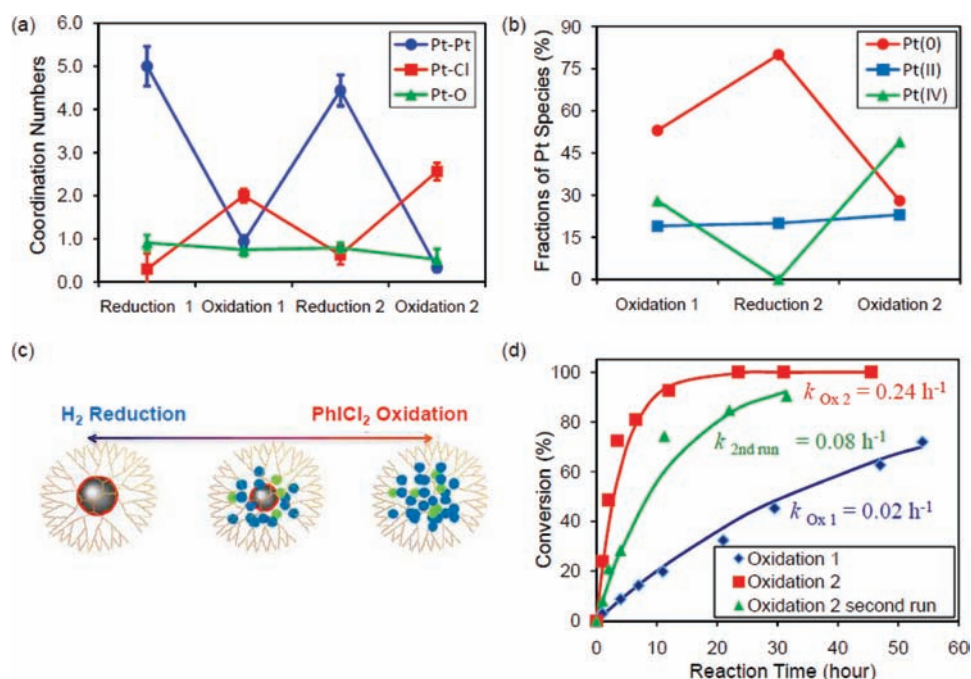 (a)
6.0
5.0
4.0
3.0
2.0
1.0
0.0
Coordination Numbers
Pt-Pt
Pt-Cl
Pt-O
Reduction 1
Oxidation 1
Reduction 2
Oxidation 2
(b)
90
75
60
45
30
15
0
Fractions of Pt Species (%)
Pt(0)
Pt(II)
Pt(IV)
Oxidation 1
Reduction 2
Oxidation 2
(c)
H₂ Reduction
PhICl₂ Oxidation
(d)
100
80
60
40
20
0
Conversion (%)
k Ox 2 = 0.24 h⁻¹
k 2nd run = 0.08 h⁻¹
k Ox 1 = 0.02 h⁻¹
Oxidation 1
Oxidation 2
Oxidation 2 second run
0 10 20 30 40 50 60
Reaction Time (hour)